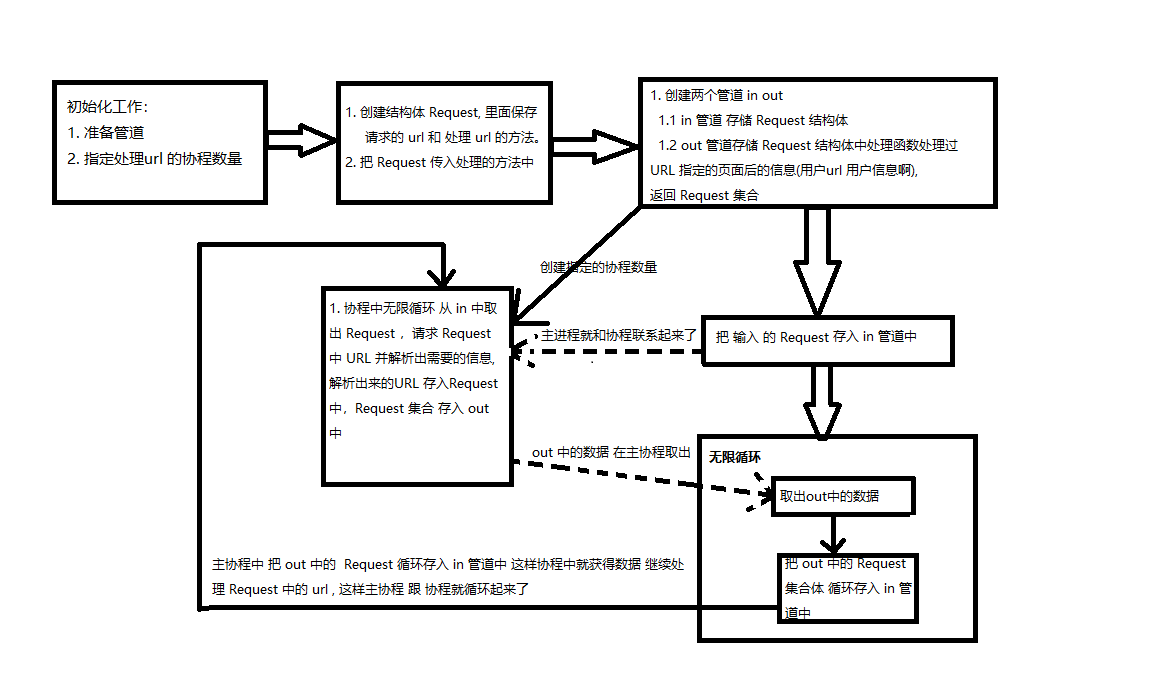 初始化工作：
1. 准备管道
2. 指定处理url 的协程数量
1. 创建结构体 Request, 里面保存
请求的 url 和 处理 url 的方法。
2. 把 Request 传入处理的方法中
1. 创建两个管道 in out
1.1 in 管道 存储 Request 结构体
1.2 out 管道存储 Request 结构体中处理函数处理过
URL 指定的页面后的信息(用户url 用户信息啊),
返回 Request 集合
创建指定的协程数量
1. 协程中无限循环 从 in 中取
出 Request ，请求 Request
中 URL 并解析出需要的信息,
解析出来的URL 存入Request
中，Request 集合 存入 out
中
主进程就和协程联系起来了
把 输入 的 Request 存入 in 管道中
out 中的数据 在主协程取出
无限循环
取出out中的数据
把 out 中的 Request
集合体 循环存入 in 管
道中
主协程中 把 out 中的 Request 循环存入 in 管道中 这样协程中就获得数据 继续处
理 Request 中的 url , 这样主协程 跟 协程就循环起来了